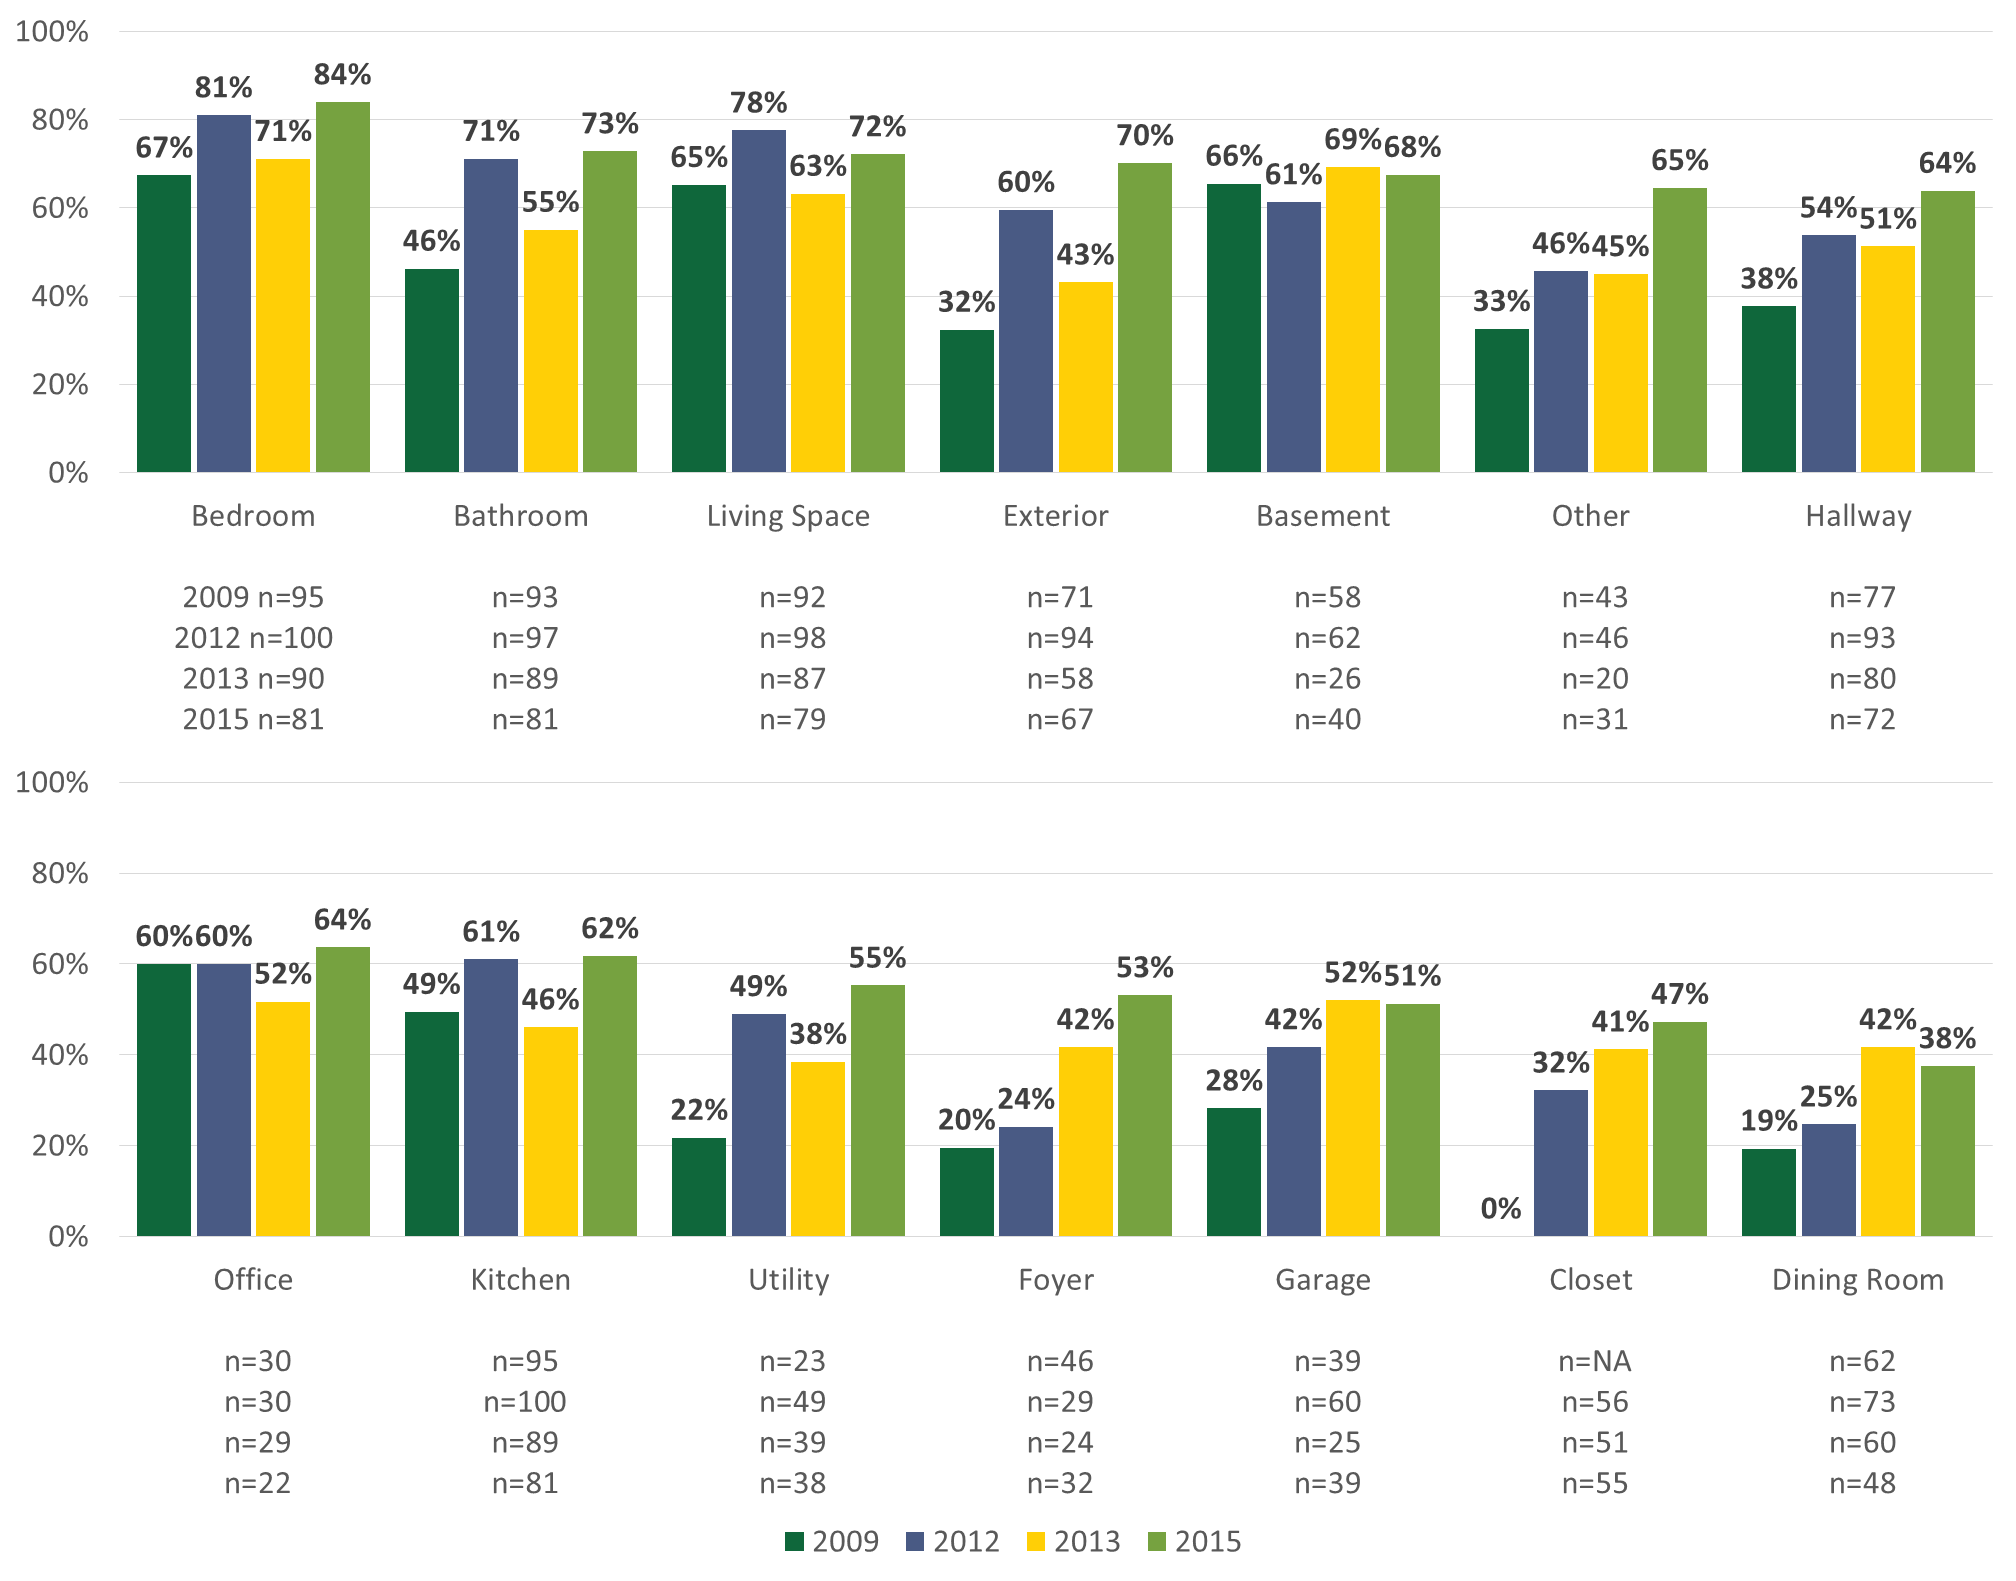 100%
80%
60%
40%
20%
0%
67% 81% 71% 84%
46% 71% 55% 73%
65% 78% 63% 72%
32% 60% 43% 70%
66% 61% 69% 68%
33% 46% 45% 65%
38% 54% 51% 64%
Bedroom Bathroom Living Space Exterior Basement Other Hallway
2009 n=95 n=93 n=92 n=71 n=58 n=43 n=77
2012 n=100 n=97 n=98 n=94 n=62 n=46 n=93
2013 n=90 n=89 n=87 n=58 n=26 n=20 n=80
2015 n=81 n=81 n=79 n=67 n=40 n=31 n=72
100%
80%
60%
40%
20%
0%
60% 60% 52% 64%
49% 61% 46% 62%
22% 49% 38% 55%
20% 24% 42% 53%
28% 42% 52% 51%
0% 32% 41% 47%
19% 25% 42% 38%
Office Kitchen Utility Foyer Garage Closet Dining Room
n=30 n=95 n=23 n=46 n=39 n=NA n=62
n=30 n=100 n=49 n=29 n=60 n=56 n=73
n=29 n=89 n=39 n=24 n=25 n=51 n=60
n=22 n=81 n=38 n=32 n=39 n=55 n=48
2009 2012 2013 2015